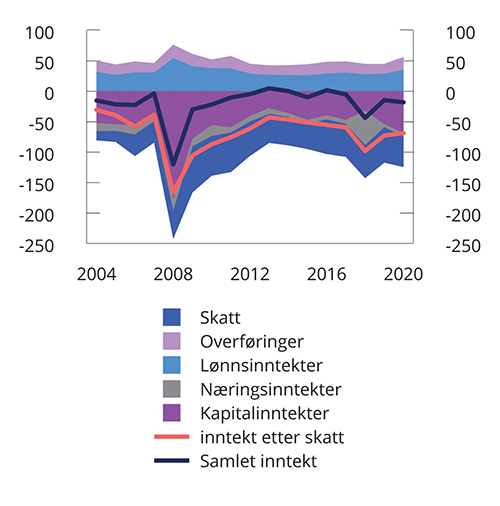 100 100
50 50
0 0
-50 -50
-100 -100
-150 -150
-200 -200
-250 -250
2004 2008 2012 2016 2020
Skatt
Overføringer
Lønnsinntekter
Næringsinntekter
Kapitalinntekter
inntekt etter skatt
Samlet inntekt